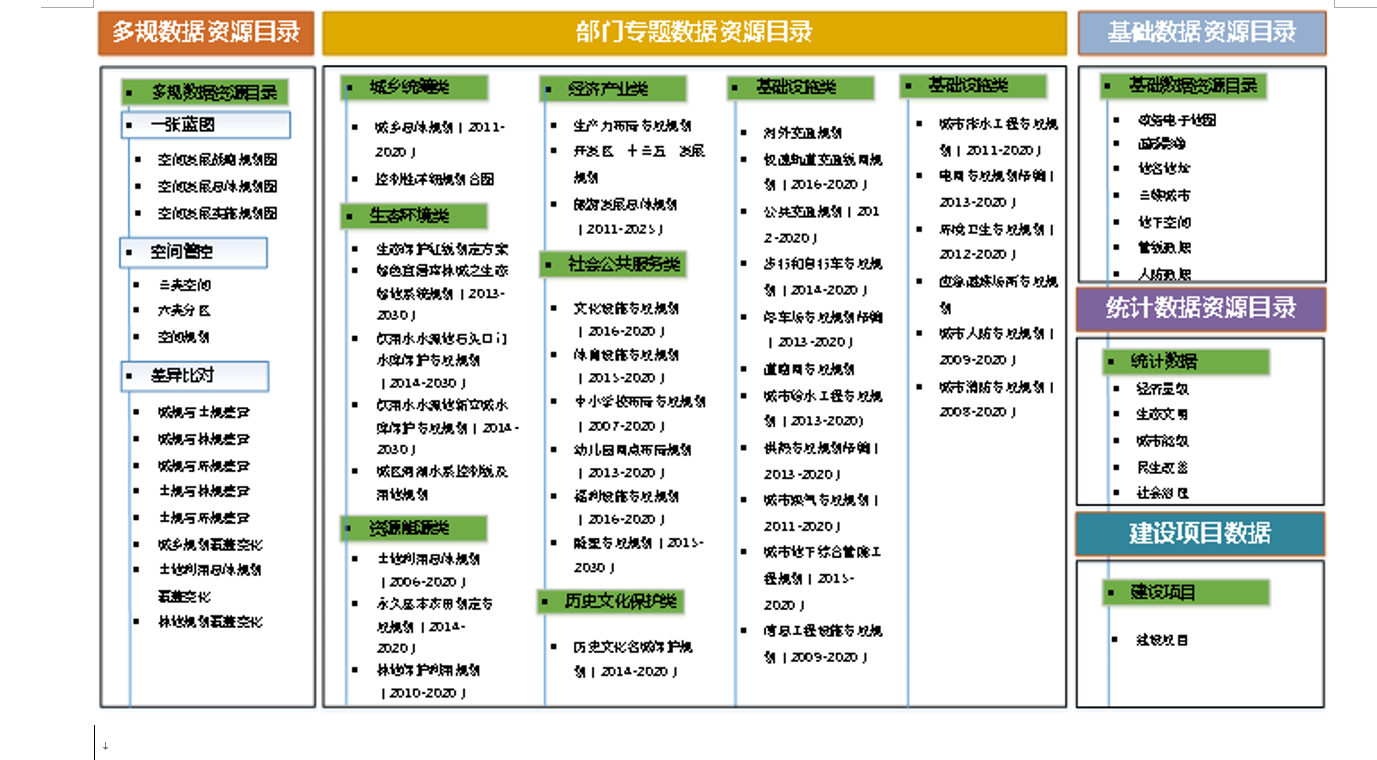 多规数据资源目录
多规数据资源目录
一张蓝图
空间发展战略规划图
空间发展总体规划图
空间发展实施规划图
空间管控
三类空间
六类分区
空间规划
差异比对
城规与土规差异
城规与林规差异
城规与环规差异
土规与林规差异
土规与环规差异
城乡规划覆盖变化
土地利用总体规划
覆盖变化
林地规划覆盖变化
部门专题数据资源目录
城乡统筹类
城乡总体规划(2011-
2020)
控制性详细规划合图
生态环境类
生态保护红线划定方案
绿色宜居森林城之生态
绿地系统规划(2013-
2030)
饮用水水源地石头口门
水库保护专项规划
(2014-2030)
饮用水水源地新立城水
库保护专项规划(2014-
2030)
城区河湖水系控制线及
用地规划
资源能源类
土地利用总体规划
(2006-2020)
永久基本农田划定专
项规划(2014-
2020)
林地保护利用规划
(2010-2020)
经济产业类
生产力布局专项规划
开发区 十三五 发展
规划
旅游发展总体规划
(2011-2025)
社会公共服务类
文化设施专项规划
(2016-2020)
体育设施专项规划
(2015-2020)
中小学校布局专项规划
(2007-2020)
幼儿园网点布局规划
(2013-2020)
福利设施专项规划
(2016-2020)
殡葬专项规划(2015-
2030)
历史文化保护类
历史文化名城保护规
划(2014-2020)
基础设施类
对外交通规划
快速轨道交通线网规
划(2016-2020)
公共交通规划(201
2-2020)
步行和自行车专项规
划(2014-2020)
停车场专项规划修编
(2013-2020)
道路网专项规划
城市给水工程专项规
划(2013-2020)
供热专项规划修编(
2013-2020)
城市燃气专项规划(
2011-2020)
城市地下综合管廊工
程规划(2015-
2020)
信息工程设施专项规
划(2009-2020)
基础设施类
城市排水工程专项规
划(2011-2020)
电网专项规划修编(
2013-2020)
环境卫生专项规划(
2012-2020)
应急避难场所专项规
划
城市人防专项规划(
2009-2020)
城市消防专项规划(
2008-2020)
基础数据资源目录
基础数据资源目录
政务电子地图
地名地址
三维城市
地下空间
管线数据
人防数据
统计数据资源目录
统计数据
经济呈现
生态文明
城市能级
民生改善
社会治理
建设项目数据
建设项目
建设项目